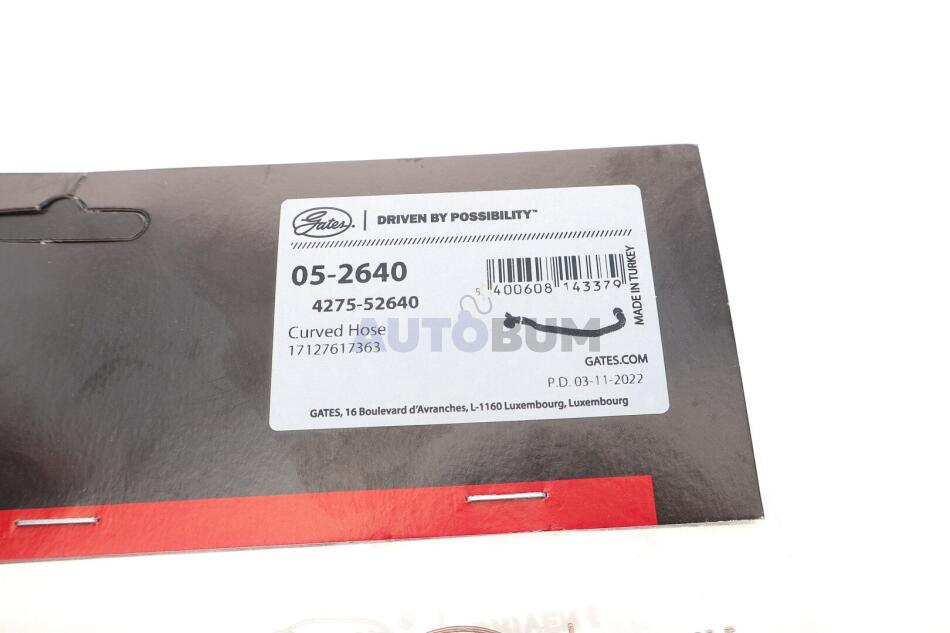 Gates. | DRIVEN BY POSSIBILITY™
05-2640
4275-52640
Curved Hose
17127617363
5 400608 143379
MADE IN TURKEY
AUTOBUM
GATES.COM
P.D. 03-11-2022
GATES, 16 Boulevard d'Avranches, L-1160 Luxembourg, Luxembourg